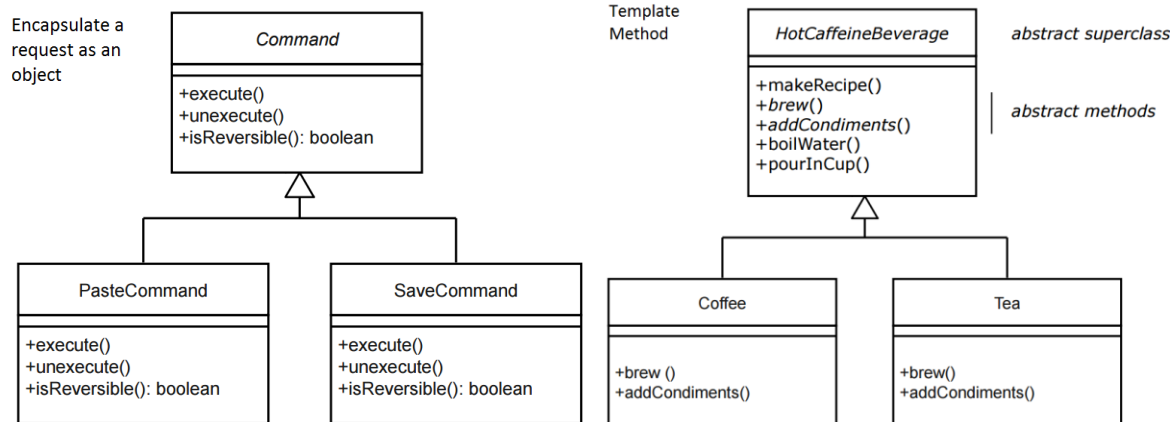 Encapsulate a
request as an
object
Command
+execute()
+unexecute()
+isReversible(): boolean
PasteCommand
+execute()
+unexecute()
+isReversible(): boolean
SaveCommand
+execute()
+unexecute()
+isReversible(): boolean
Template
Method
HotCaffeineBeverage
abstract superclass
+makeRecipe()
+brew()
+addCondiments()
+boilWater()
+pourInCup()
abstract methods
Coffee
+brew ()
+addCondiments()
Tea
+brew()
+addCondiments()